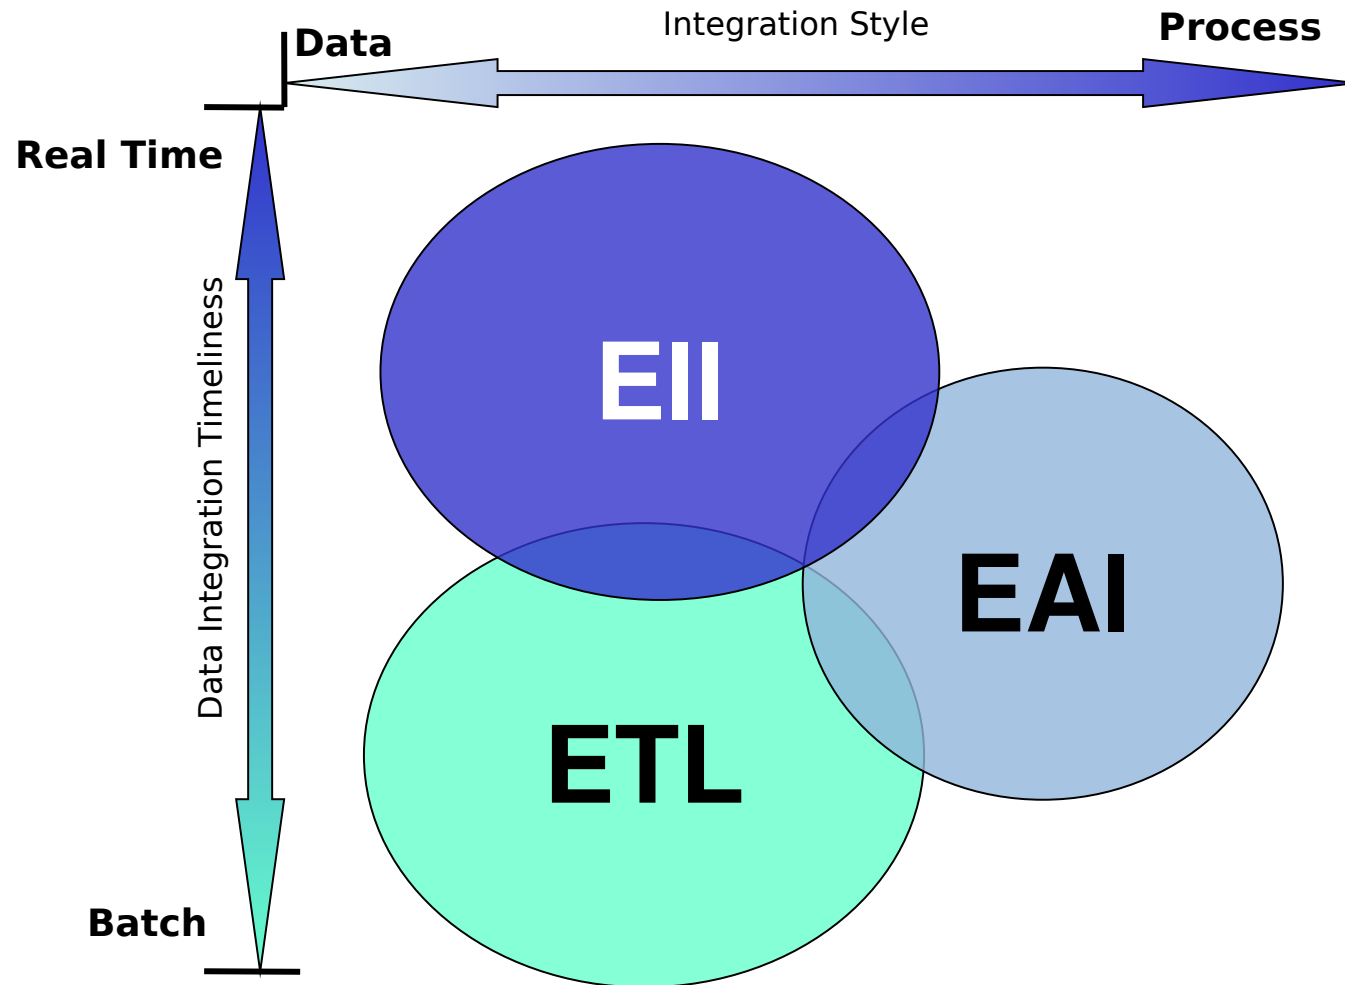 Integration Style
Data
Process
Real Time
Data Integration Timeliness
EII
EAI
ETL
Batch